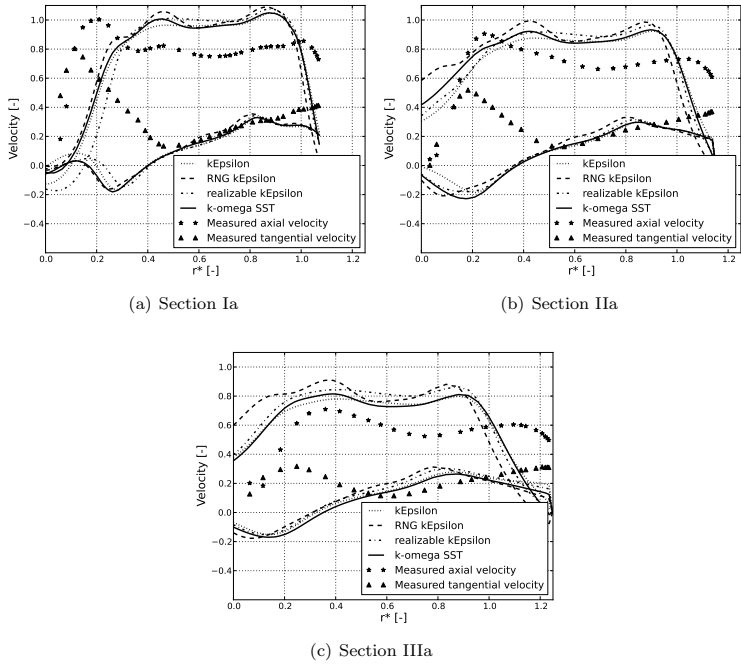 1.0
0.8
0.6
0.4
0.2
0.0
−0.2
−0.4
Velocity [-]
kEpsilon
RNG kEpsilon
realizable kEpsilon
k-omega SST
Measured axial velocity
Measured tangential velocity
0.0 0.2 0.4 0.6 0.8 1.0 1.2
r* [-]
(a) Section Ia
1.0
0.8
0.6
0.4
0.2
0.0
−0.2
−0.4
Velocity [-]
kEpsilon
RNG kEpsilon
realizable kEpsilon
k-omega SST
Measured axial velocity
Measured tangential velocity
0.0 0.2 0.4 0.6 0.8 1.0 1.2
r* [-]
(b) Section IIa
1.0
0.8
0.6
0.4
0.2
0.0
−0.2
−0.4
Velocity [-]
kEpsilon
RNG kEpsilon
realizable kEpsilon
k-omega SST
Measured axial velocity
Measured tangential velocity
0.0 0.2 0.4 0.6 0.8 1.0 1.2
r* [-]
(c) Section IIIa